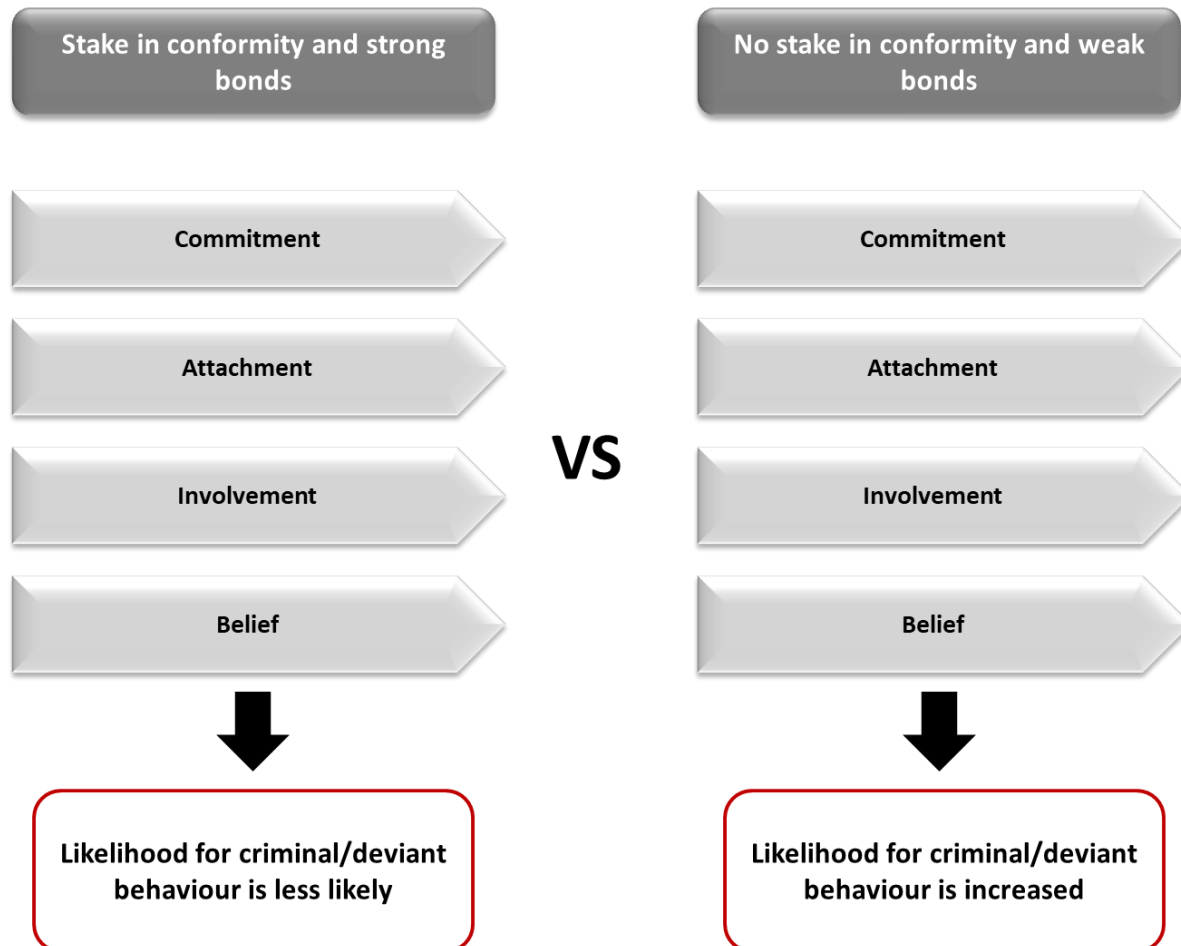 Stake in conformity and strong
bonds
No stake in conformity and weak
bonds
Commitment
Attachment
Involvement
Belief
VS
Commitment
Attachment
Involvement
Belief
Likelihood for criminal/deviant
behaviour is less likely
Likelihood for criminal/deviant
behaviour is increased